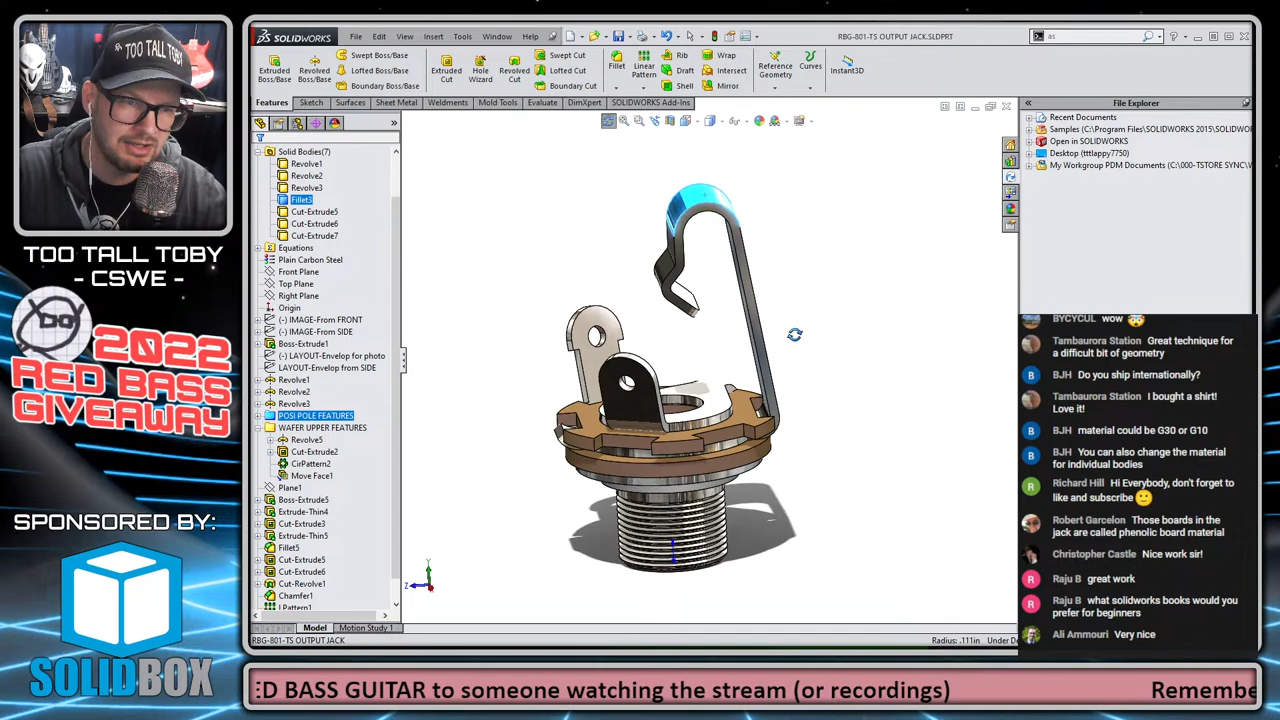 TOO TALL TOBY
TOO TALL TOBY
- CSWE -
2022
RED BASS
GIVEAWAY
SPONSORED BY:
SOLIDBOX
SOLIDWORKS
File Edit View Insert Tools Window Help
RBG-801-TS OUTPUT JACK.SLDPRT
as
Extruded Boss/Base
Revolved Boss/Base
Swept Boss/Base
Lofted Boss/Base
Boundary Boss/Base
Extruded Cut
Hole Wizard
Revolved Cut
Swept Cut
Lofted Cut
Boundary Cut
Fillet
Linear Pattern
Rib
Draft
Shell
Wrap
Intersect
Mirror
Reference Geometry
Curves
Instant3D
Features Sketch Surfaces Sheet Metal Weldments Mold Tools Evaluate DimXpert SOLIDWORKS Add-Ins
Solid Bodies(7)
Revolve1
Revolve2
Revolve3
Fillet3
Cut-Extrude5
Cut-Extrude6
Cut-Extrude7
Equations
Plain Carbon Steel
Front Plane
Top Plane
Right Plane
Origin
(-) IMAGE-From FRONT
(-) IMAGE-From SIDE
Boss-Extrude1
(-) LAYOUT-Envelop for photo
LAYOUT-Envelop from SIDE
Revolve1
Revolve2
Revolve3
POSI POLE FEATURES
WAFER UPPER FEATURES
Revolve5
Cut-Extrude2
CirPattern2
Move Face1
Plane1
Boss-Extrude5
Extrude-Thin4
Cut-Extrude3
Extrude-Thin5
Fillet5
Cut-Extrude5
Cut-Extrude6
Cut-Revolve1
Chamfer1
LPattern1
Y
Z
Model Motion Study 1
RBG-801-TS OUTPUT JACK
Radius: .111in Under De
File Explorer
Recent Documents
Samples (C:\Program Files\SOLIDWORKS 2015\SOLIDWO
Open in SOLIDWORKS
Desktop (tttlappy7750)
My Workgroup PDM Documents (C:\000-TSTORE SYNC\W
BYCYCUL wow
Tambaurora Station Great technique for
a difficult bit of geometry
BJH Do you ship internationally?
Tambaurora Station I bought a shirt!
Love it!
BJH material could be G30 or G10
BJH You can also change the material
for individual bodies
Richard Hill Hi Everybody, don't forget to
like and subscribe
Robert Garcelon Those boards in the
jack are called phenolic board material
Christopher Castle Nice work sir!
Raju B great work
Raju B what solidworks books would you
prefer for beginners
Ali Ammouri Very nice
ED BASS GUITAR to someone watching the stream (or recordings) Remembe